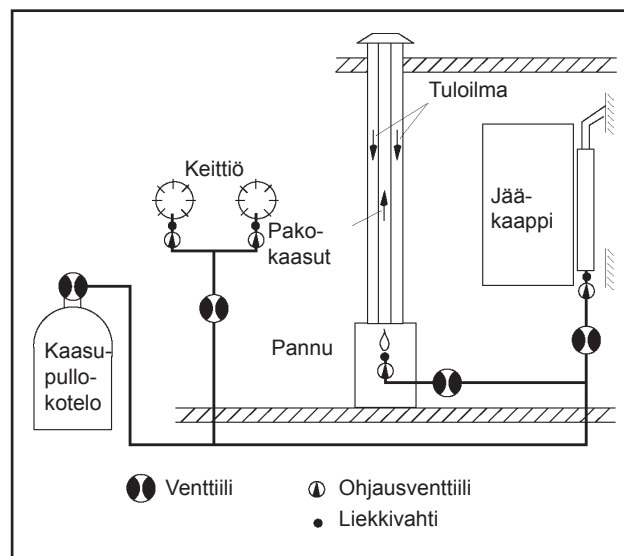 Tuloilma
Keittiö
Jää-
kaappi
Pako-
kaasut
Pannu
Kaasu-
pullo-
kotelo
Venttiili
Ohjausventtiili
Liekkivahti